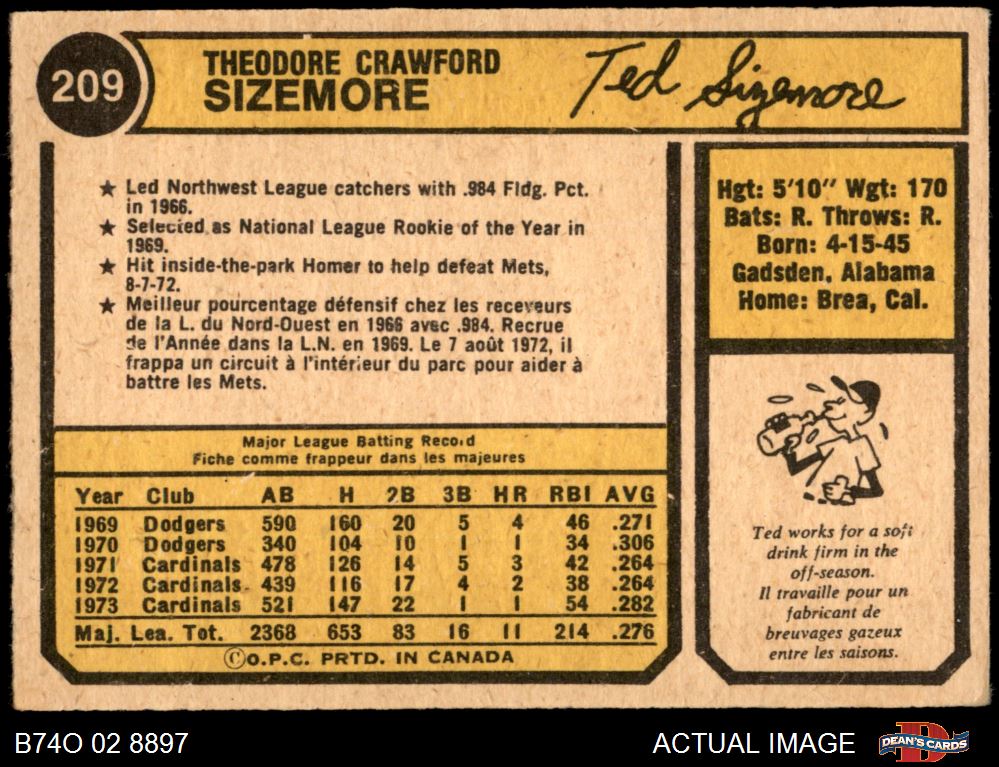 209
THEODORE CRAWFORD
SIZEMORE
Ted Sizemore
★ Led Northwest League catchers with .984 Fldg. Pct.
in 1966.
★ Selected as National League Rookie of the Year in
1969.
★ Hit inside-the-park Homer to help defeat Mets,
8-7-72.
★ Meilleur pourcentage défensif chez les receveurs
de la L. du Nord-Ouest en 1966 avec .984. Recrue
de l'Année dans la L.N. en 1969. Le 7 août 1972, il
frappa un circuit à l'intérieur du parc pour aider à
battre les Mets.
Hgt: 5'10" Wgt: 170
Bats: R. Throws: R.
Born: 4-15-45
Gadsden, Alabama
Home: Brea, Cal.
Major League Batting Record
Fiche comme frappeur dans les majeures
Year Club AB H 2B 3B HR RBI AVG
1969 Dodgers 590 160 20 5 4 46 .271
1970 Dodgers 340 104 10 1 1 34 .306
1971 Cardinals 478 126 14 5 3 42 .264
1972 Cardinals 439 116 17 4 2 38 .264
1973 Cardinals 521 147 22 1 1 54 .282
Maj. Lea. Tot. 2368 653 83 16 11 214 .276
©O.P.C. PRTD. IN CANADA
Ted works for a soft
drink firm in the
off-season.
Il travaille pour un
fabricant de
breuvages gazeux
entre les saisons.
B74O 02 8897
ACTUAL IMAGE
DEAN'S CARDS